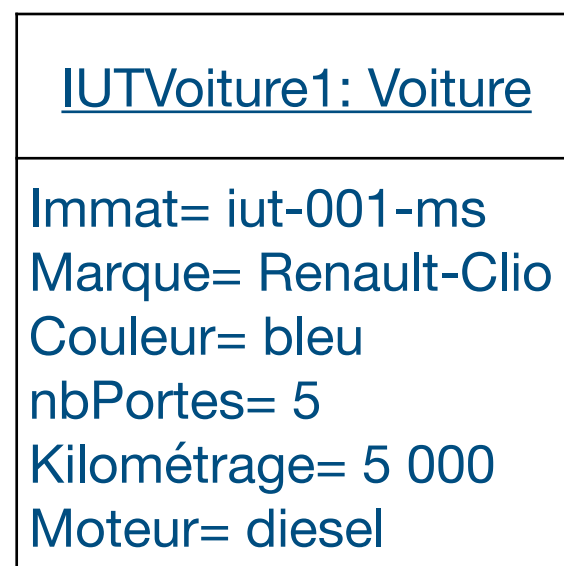 IUTVoiture1: Voiture
Immat= iut-001-ms
Marque= Renault-Clio
Couleur= bleu
nbPortes= 5
Kilométrage= 5 000
Moteur= diesel